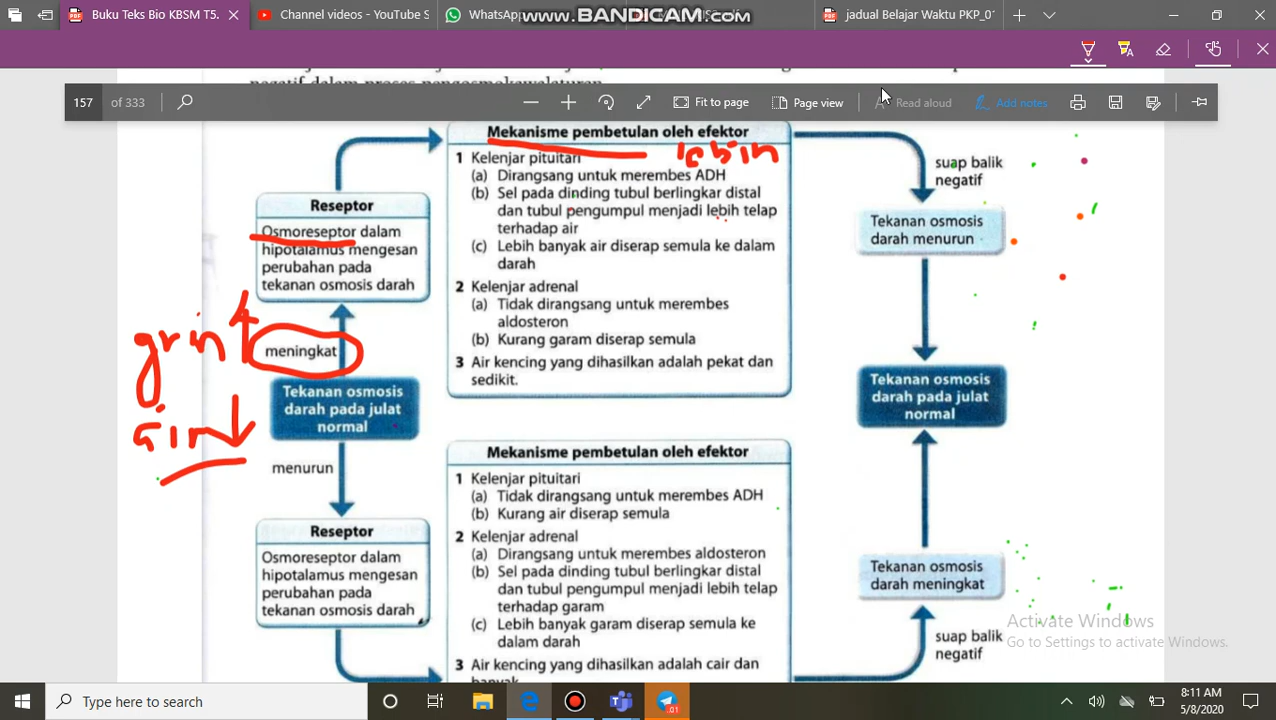 Buku Teks Bio KBSM T5.
Channel videos - YouTube S
WhatsApp
www.BANDICAM.com
jadual Belajar Waktu PKP_01
negatif dalam proses pengosmokawalaturan.
157 of 333
Fit to page
Page view
Read aloud
Add notes
Mekanisme pembetulan oleh efektor
lebih
1 Kelenjar pituitari
(a) Dirangsang untuk merembes ADH
(b) Sel pada dinding tubul berlingkar distal
dan tubul pengumpul menjadi lebih telap
terhadap air
(c) Lebih banyak air diserap semula ke dalam
darah
2 Kelenjar adrenal
(a) Tidak dirangsang untuk merembes
aldosteron
(b) Kurang garam diserap semula
3 Air kencing yang dihasilkan adalah pekat dan
sedikit.
suap balik
negatif
Reseptor
Osmoreseptor dalam
hipotalamus mengesan
perubahan pada
tekanan osmosis darah
Tekanan osmosis
darah menurun
meningkat
air
Tekanan osmosis
darah pada julat
normal
Tekanan osmosis
darah pada julat
normal
menurun
Mekanisme pembetulan oleh efektor
1 Kelenjar pituitari
(a) Tidak dirangsang untuk merembes ADH
(b) Kurang air diserap semula
2 Kelenjar adrenal
(a) Dirangsang untuk merembes aldosteron
(b) Sel pada dinding tubul berlingkar distal
dan tubul pengumpul menjadi lebih telap
terhadap garam
(c) Lebih banyak garam diserap semula ke
dalam darah
3 Air kencing yang dihasilkan adalah cair dan
banyak.
Reseptor
Osmoreseptor dalam
hipotalamus mengesan
perubahan pada
tekanan osmosis darah
Tekanan osmosis
darah meningkat
suap balik
negatif
Activate Windows
Go to Settings to activate Windows.
Type here to search
01
8:11 AM
5/8/2020